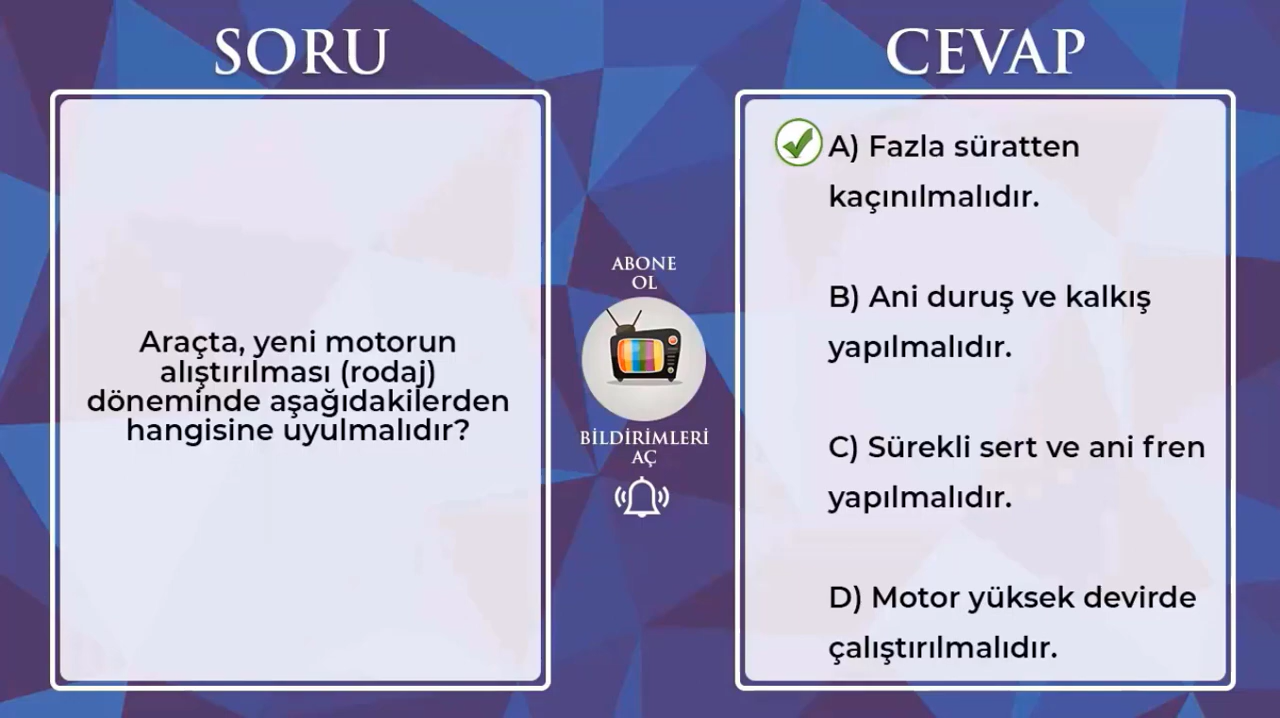 SORU
Araçta, yeni motorun
alıştırılması (rodaj)
döneminde aşağıdakilerden
hangisine uyulmalıdır?
ABONE
OL
BİLDİRİMLERİ
AÇ
CEVAP
A) Fazla süratten
kaçınılmalıdır.
B) Ani duruş ve kalkış
yapılmalıdır.
C) Sürekli sert ve ani fren
yapılmalıdır.
D) Motor yüksek devirde
çalıştırılmalıdır.